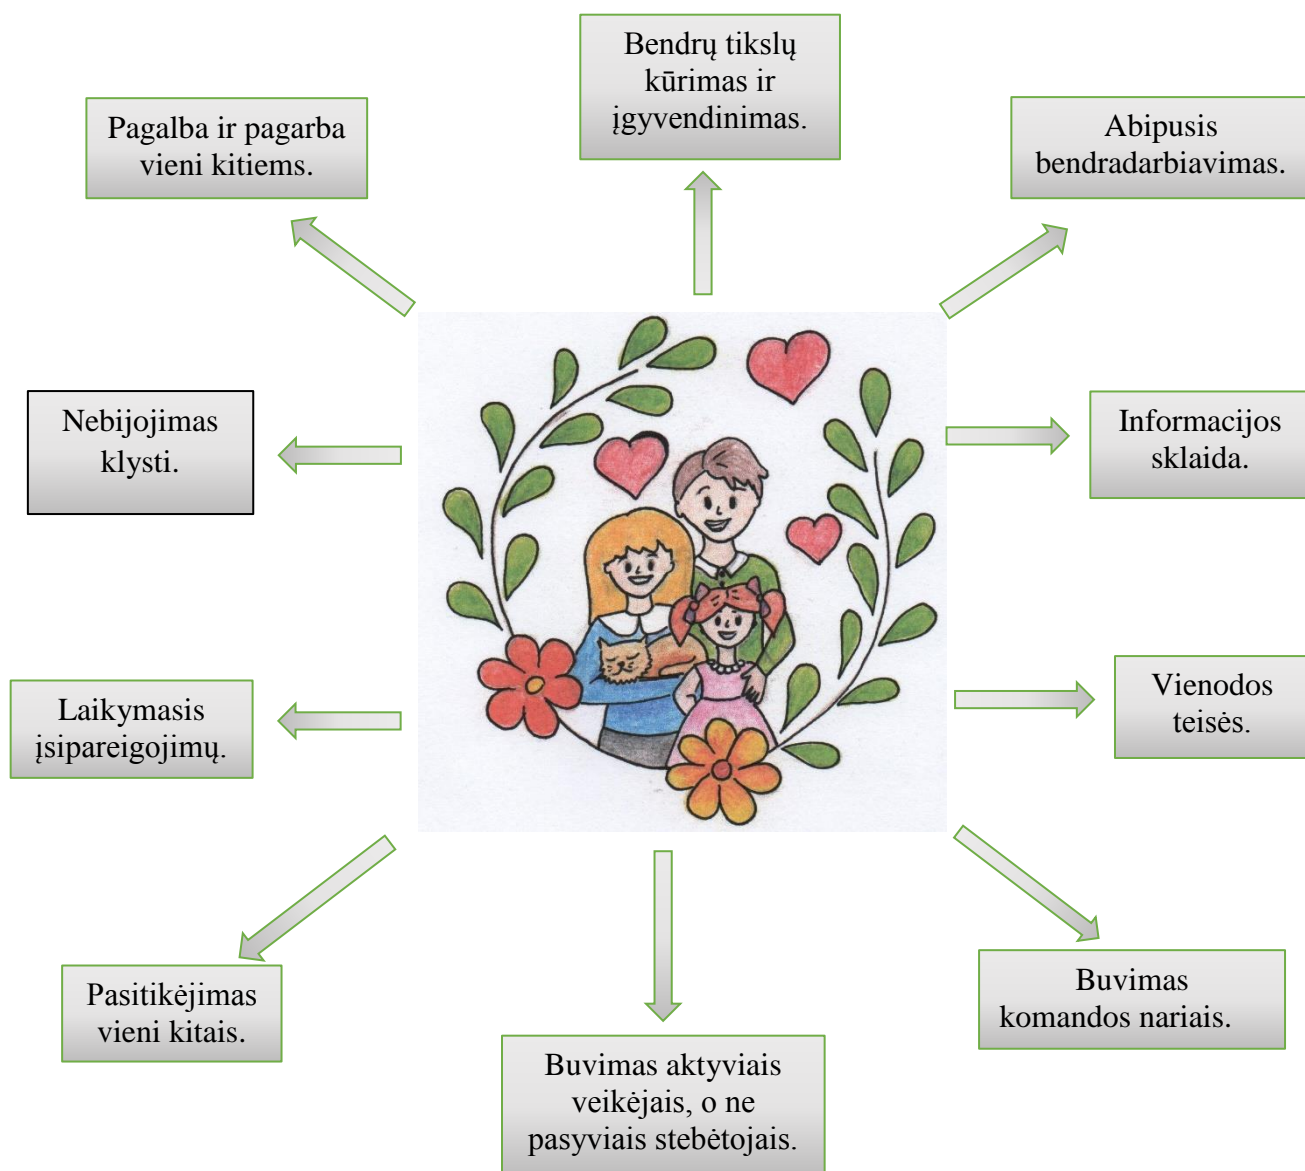 Bendrų tikslų
kūrimas ir
įgyvendinimas.
Pagalba ir pagarba
vieni kitiems.
Abipusis
bendradarbiavimas.
Nebijojimas
klysti.
Informacijos
sklaida.
Laikymasis
įsipareigojimų.
Vienodos
teisės.
Pasitikėjimas
vieni kitais.
Buvimas
komandos nariais.
Buvimas aktyviais
veikėjais, o ne
pasyviais stebėtojais.